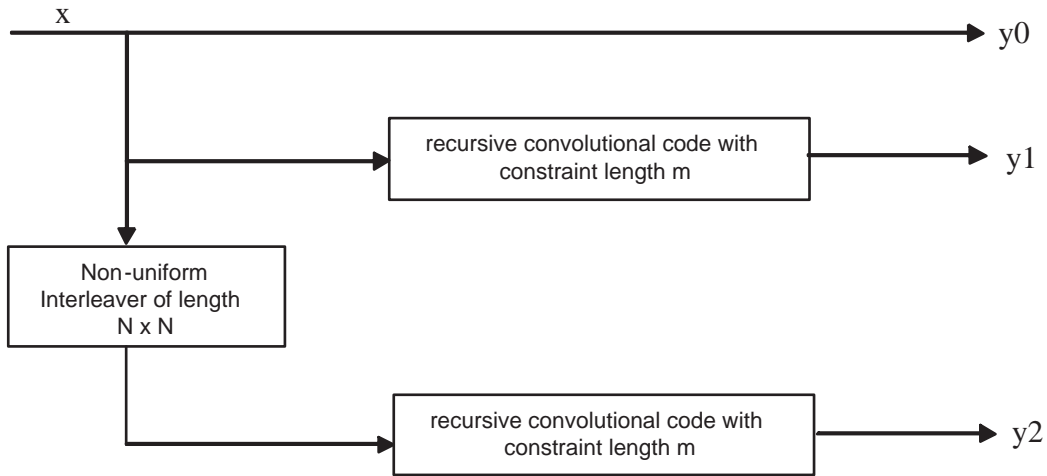 x
y0
recursive convolutional code with
constraint length m
y1
Non-uniform
Interleaver of length
N x N
recursive convolutional code with
constraint length m
y2